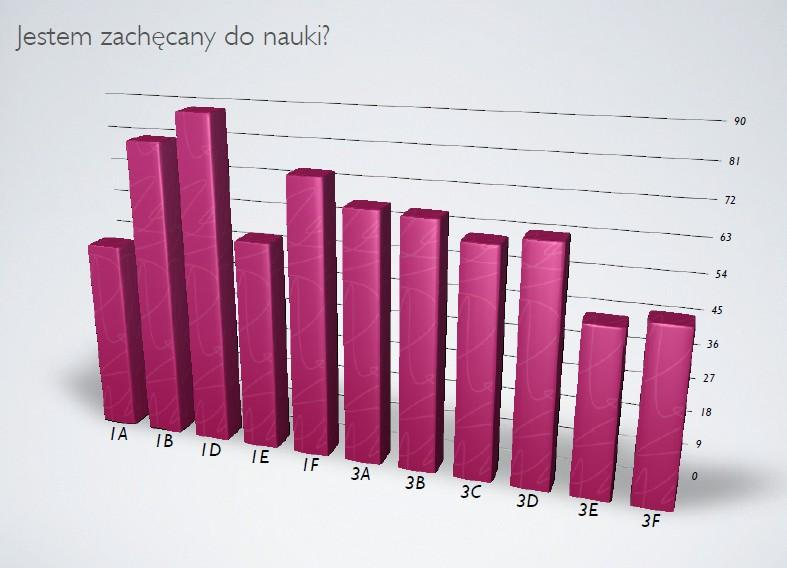 Jestem zachęcany do nauki?
90
81
72
63
54
45
36
27
18
9
0
1A
1B
1D
1E
1F
3A
3B
3C
3D
3E
3F